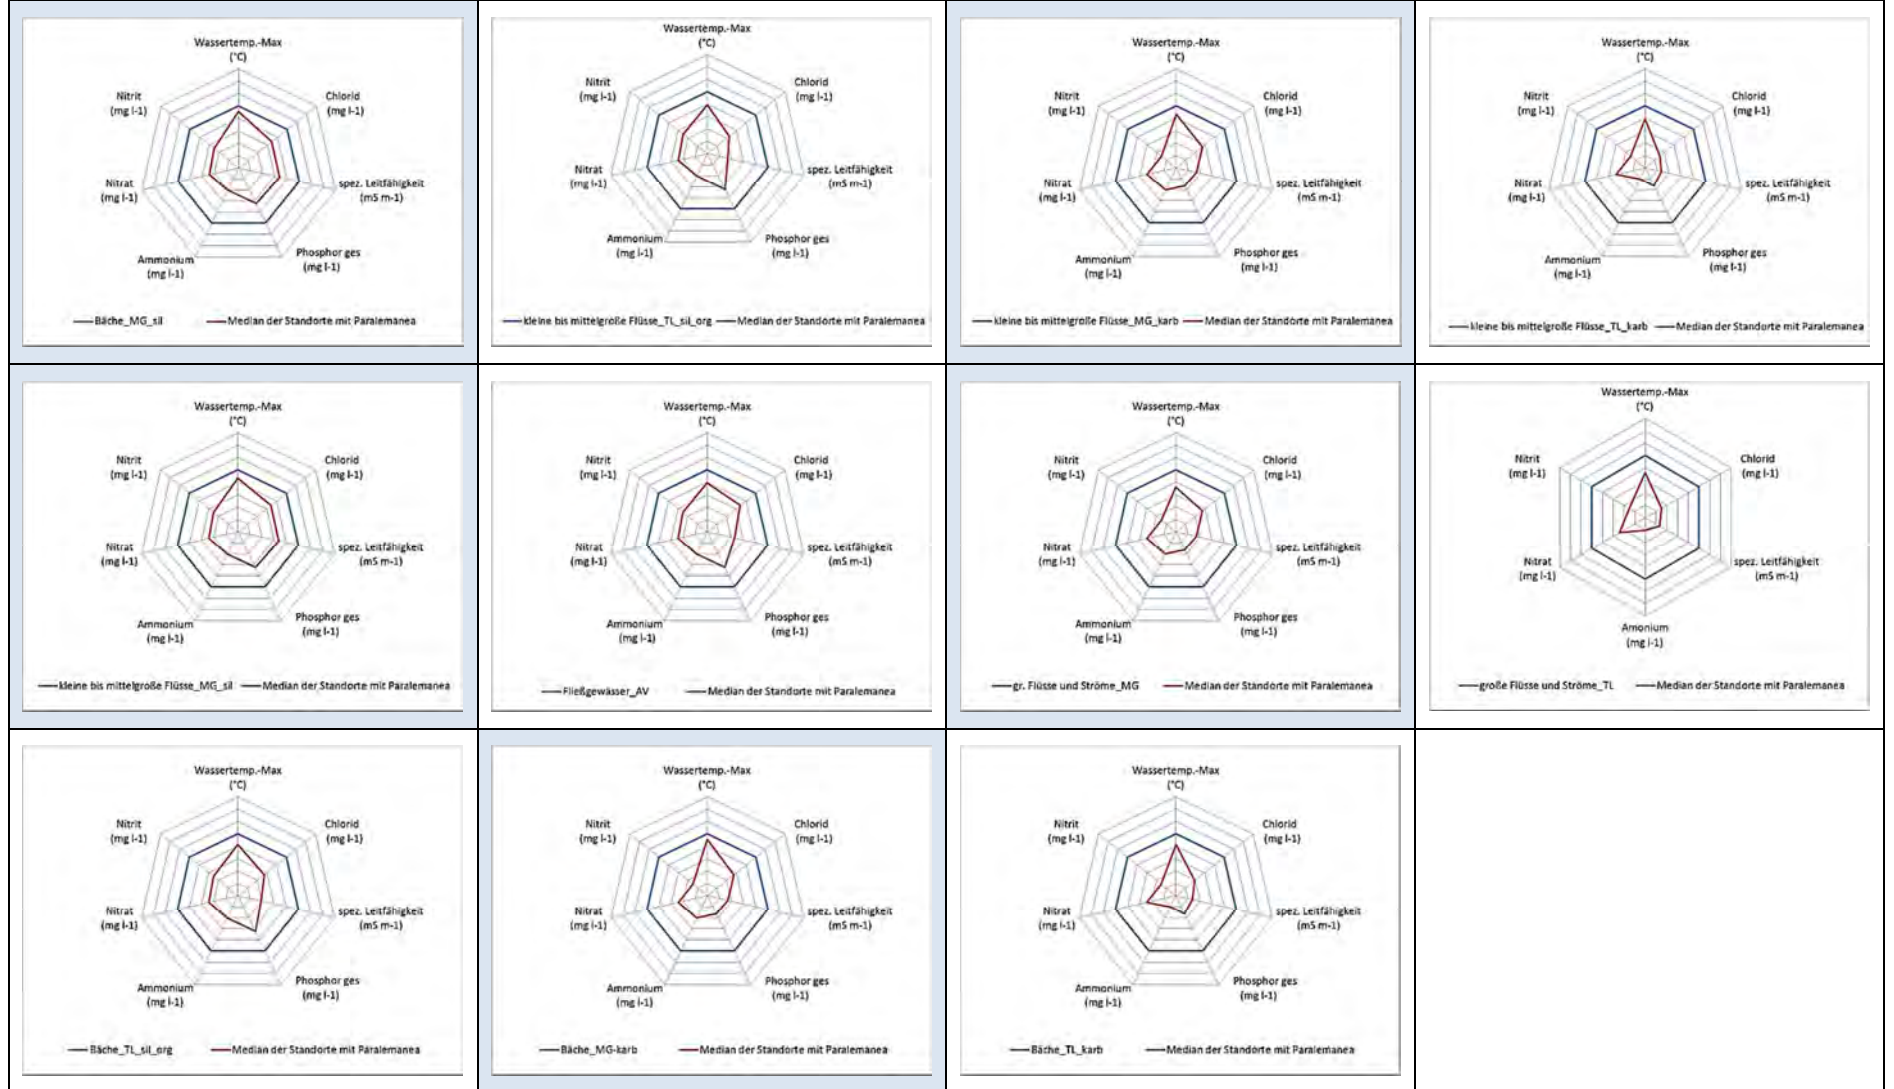 Wassertemp.-Max
(°C)
Nitrit
(mg l-1)
Chlorid
(mg l-1)
Nitrat
(mg l-1)
spez. Leitfähigkeit
(mS m-1)
Ammonium
(mg l-1)
Phosphor ges
(mg l-1)
Bäche_MG_sil
Median der Standorte mit Paralemanea
Wassertemp.-Max
(°C)
Nitrit
(mg l-1)
Chlorid
(mg l-1)
Nitrat
(mg l-1)
spez. Leitfähigkeit
(mS m-1)
Ammonium
(mg l-1)
Phosphor ges
(mg l-1)
kleine bis mittelgroße Flüsse_TL_sil_org
Median der Standorte mit Paralemanea
Wassertemp.-Max
(°C)
Nitrit
(mg l-1)
Chlorid
(mg l-1)
Nitrat
(mg l-1)
spez. Leitfähigkeit
(mS m-1)
Ammonium
(mg l-1)
Phosphor ges
(mg l-1)
kleine bis mittelgroße Flüsse_MG_karb
Median der Standorte mit Paralemanea
Wassertemp.-Max
(°C)
Nitrit
(mg l-1)
Chlorid
(mg l-1)
Nitrat
(mg l-1)
spez. Leitfähigkeit
(mS m-1)
Ammonium
(mg l-1)
Phosphor ges
(mg l-1)
kleine bis mittelgroße Flüsse_TL_karb
Median der Standorte mit Paralemanea
Wassertemp.-Max
(°C)
Nitrit
(mg l-1)
Chlorid
(mg l-1)
Nitrat
(mg l-1)
spez. Leitfähigkeit
(mS m-1)
Ammonium
(mg l-1)
Phosphor ges
(mg l-1)
kleine bis mittelgroße Flüsse_MG_sil
Median der Standorte mit Paralemanea
Wassertemp.-Max
(°C)
Nitrit
(mg l-1)
Chlorid
(mg l-1)
Nitrat
(mg l-1)
spez. Leitfähigkeit
(mS m-1)
Ammonium
(mg l-1)
Phosphor ges
(mg l-1)
Fließgewässer_AV
Median der Standorte mit Paralemanea
Wassertemp.-Max
(°C)
Nitrit
(mg l-1)
Chlorid
(mg l-1)
Nitrat
(mg l-1)
spez. Leitfähigkeit
(mS m-1)
Ammonium
(mg l-1)
Phosphor ges
(mg l-1)
gr. Flüsse und Ströme_MG
Median der Standorte mit Paralemanea
Wassertemp.-Max
(°C)
Nitrit
(mg l-1)
Chlorid
(mg l-1)
Nitrat
(mg l-1)
spez. Leitfähigkeit
(mS m-1)
Amonium
(mg l-1)
große Flüsse und Ströme_TL
Median der Standorte mit Paralemanea
Wassertemp.-Max
(°C)
Nitrit
(mg l-1)
Chlorid
(mg l-1)
Nitrat
(mg l-1)
spez. Leitfähigkeit
(mS m-1)
Ammonium
(mg l-1)
Phosphor ges
(mg l-1)
Bäche_TL_sil_org
Median der Standorte mit Paralemanea
Wassertemp.-Max
(°C)
Nitrit
(mg l-1)
Chlorid
(mg l-1)
Nitrat
(mg l-1)
spez. Leitfähigkeit
(mS m-1)
Ammonium
(mg l-1)
Phosphor ges
(mg l-1)
Bäche_MG-karb
Median der Standorte mit Paralemanea
Wassertemp.-Max
(°C)
Nitrit
(mg l-1)
Chlorid
(mg l-1)
Nitrat
(mg l-1)
spez. Leitfähigkeit
(mS m-1)
Ammonium
(mg l-1)
Phosphor ges
(mg l-1)
Bäche_TL_karb
Median der Standorte mit Paralemanea